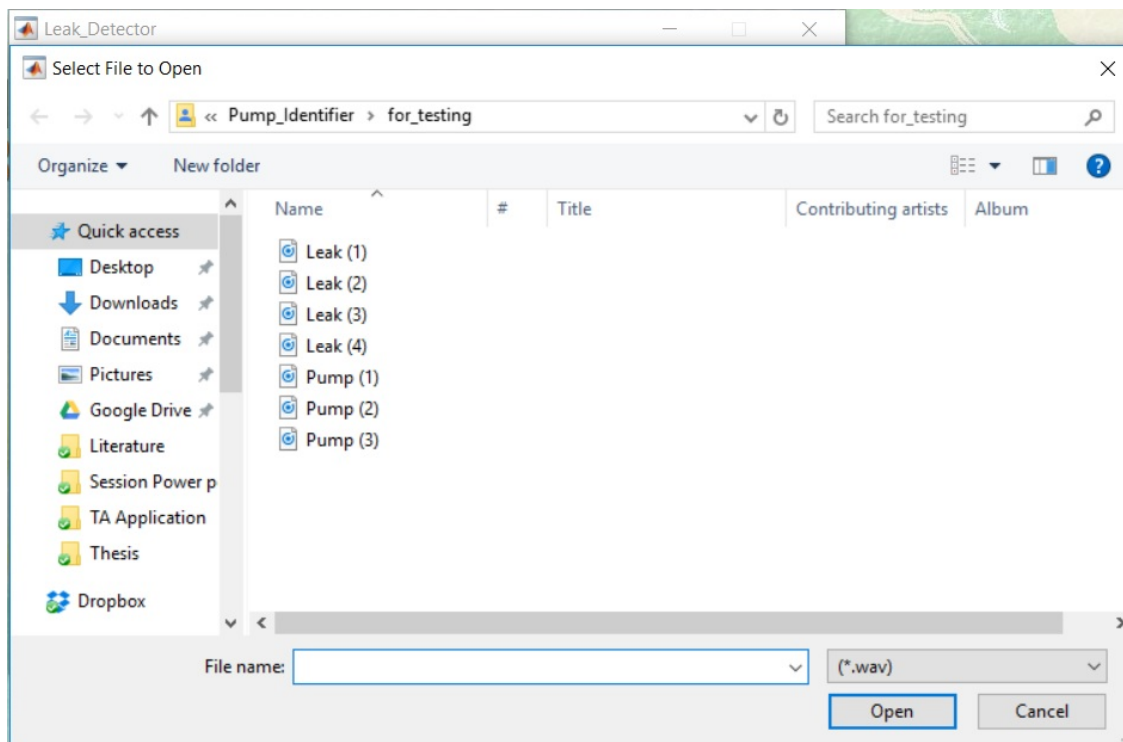 Leak_Detector
Select File to Open
« Pump_Identifier › for_testing
Search for_testing
Organize
New folder
Name # Title Contributing artists Album
Quick access
Desktop
Downloads
Documents
Pictures
Google Drive
Literature
Session Power p
TA Application
Thesis
Dropbox
Leak (1)
Leak (2)
Leak (3)
Leak (4)
Pump (1)
Pump (2)
Pump (3)
File name:
(*.wav)
Open
Cancel